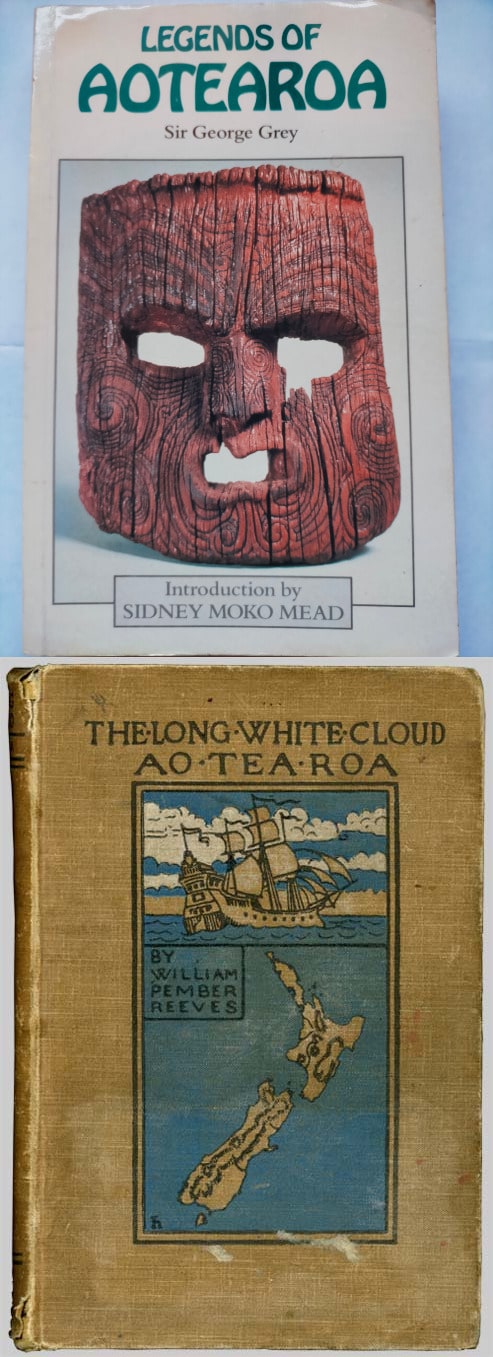 LEGENDS OF
AOTEAROA
Sir George Grey
Introduction by
SIDNEY MOKO MEAD
THE·LONG·WHITE·CLOUD
AO·TEA·ROA
BY
WILLIAM
PEMBER
REEVES